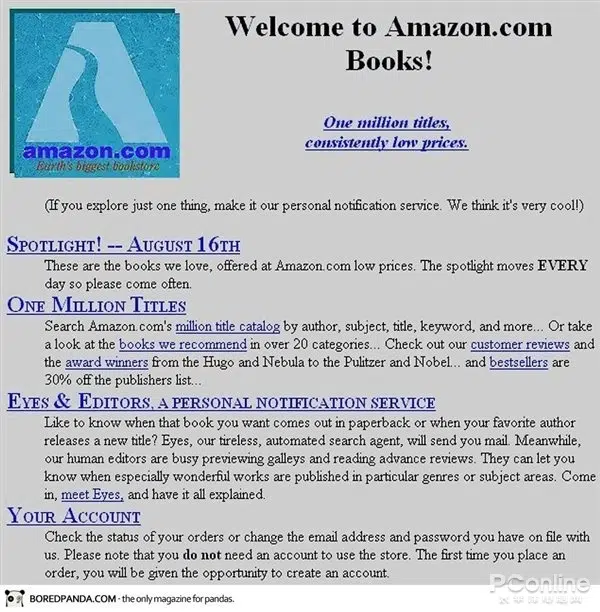 Welcome to Amazon.com
Books!
One million titles,
consistently low prices.
amazon.com
Earth's biggest bookstore
(If you explore just one thing, make it our personal notification service. We think it's very cool!)
SPOTLIGHT! -- AUGUST 16TH
These are the books we love, offered at Amazon.com low prices. The spotlight moves EVERY
day so please come often.
ONE MILLION TITLES
Search Amazon.com's million title catalog by author, subject, title, keyword, and more... Or take
a look at the books we recommend in over 20 categories... Check out our customer reviews and
the award winners from the Hugo and Nebula to the Pulitzer and Nobel... and bestsellers are
30% off the publishers list...
EYES & EDITORS, A PERSONAL NOTIFICATION SERVICE
Like to know when that book you want comes out in paperback or when your favorite author
releases a new title? Eyes, our tireless, automated search agent, will send you mail. Meanwhile,
our human editors are busy previewing galleys and reading advance reviews. They can let you
know when especially wonderful works are published in particular genres or subject areas. Come
in, meet Eyes, and have it all explained.
YOUR ACCOUNT
Check the status of your orders or change the email address and password you have on file with
us. Please note that you do not need an account to use the store. The first time you place an
order, you will be given the opportunity to create an account.
BOREDPANDA.COM - the only magazine for pandas.
PConline